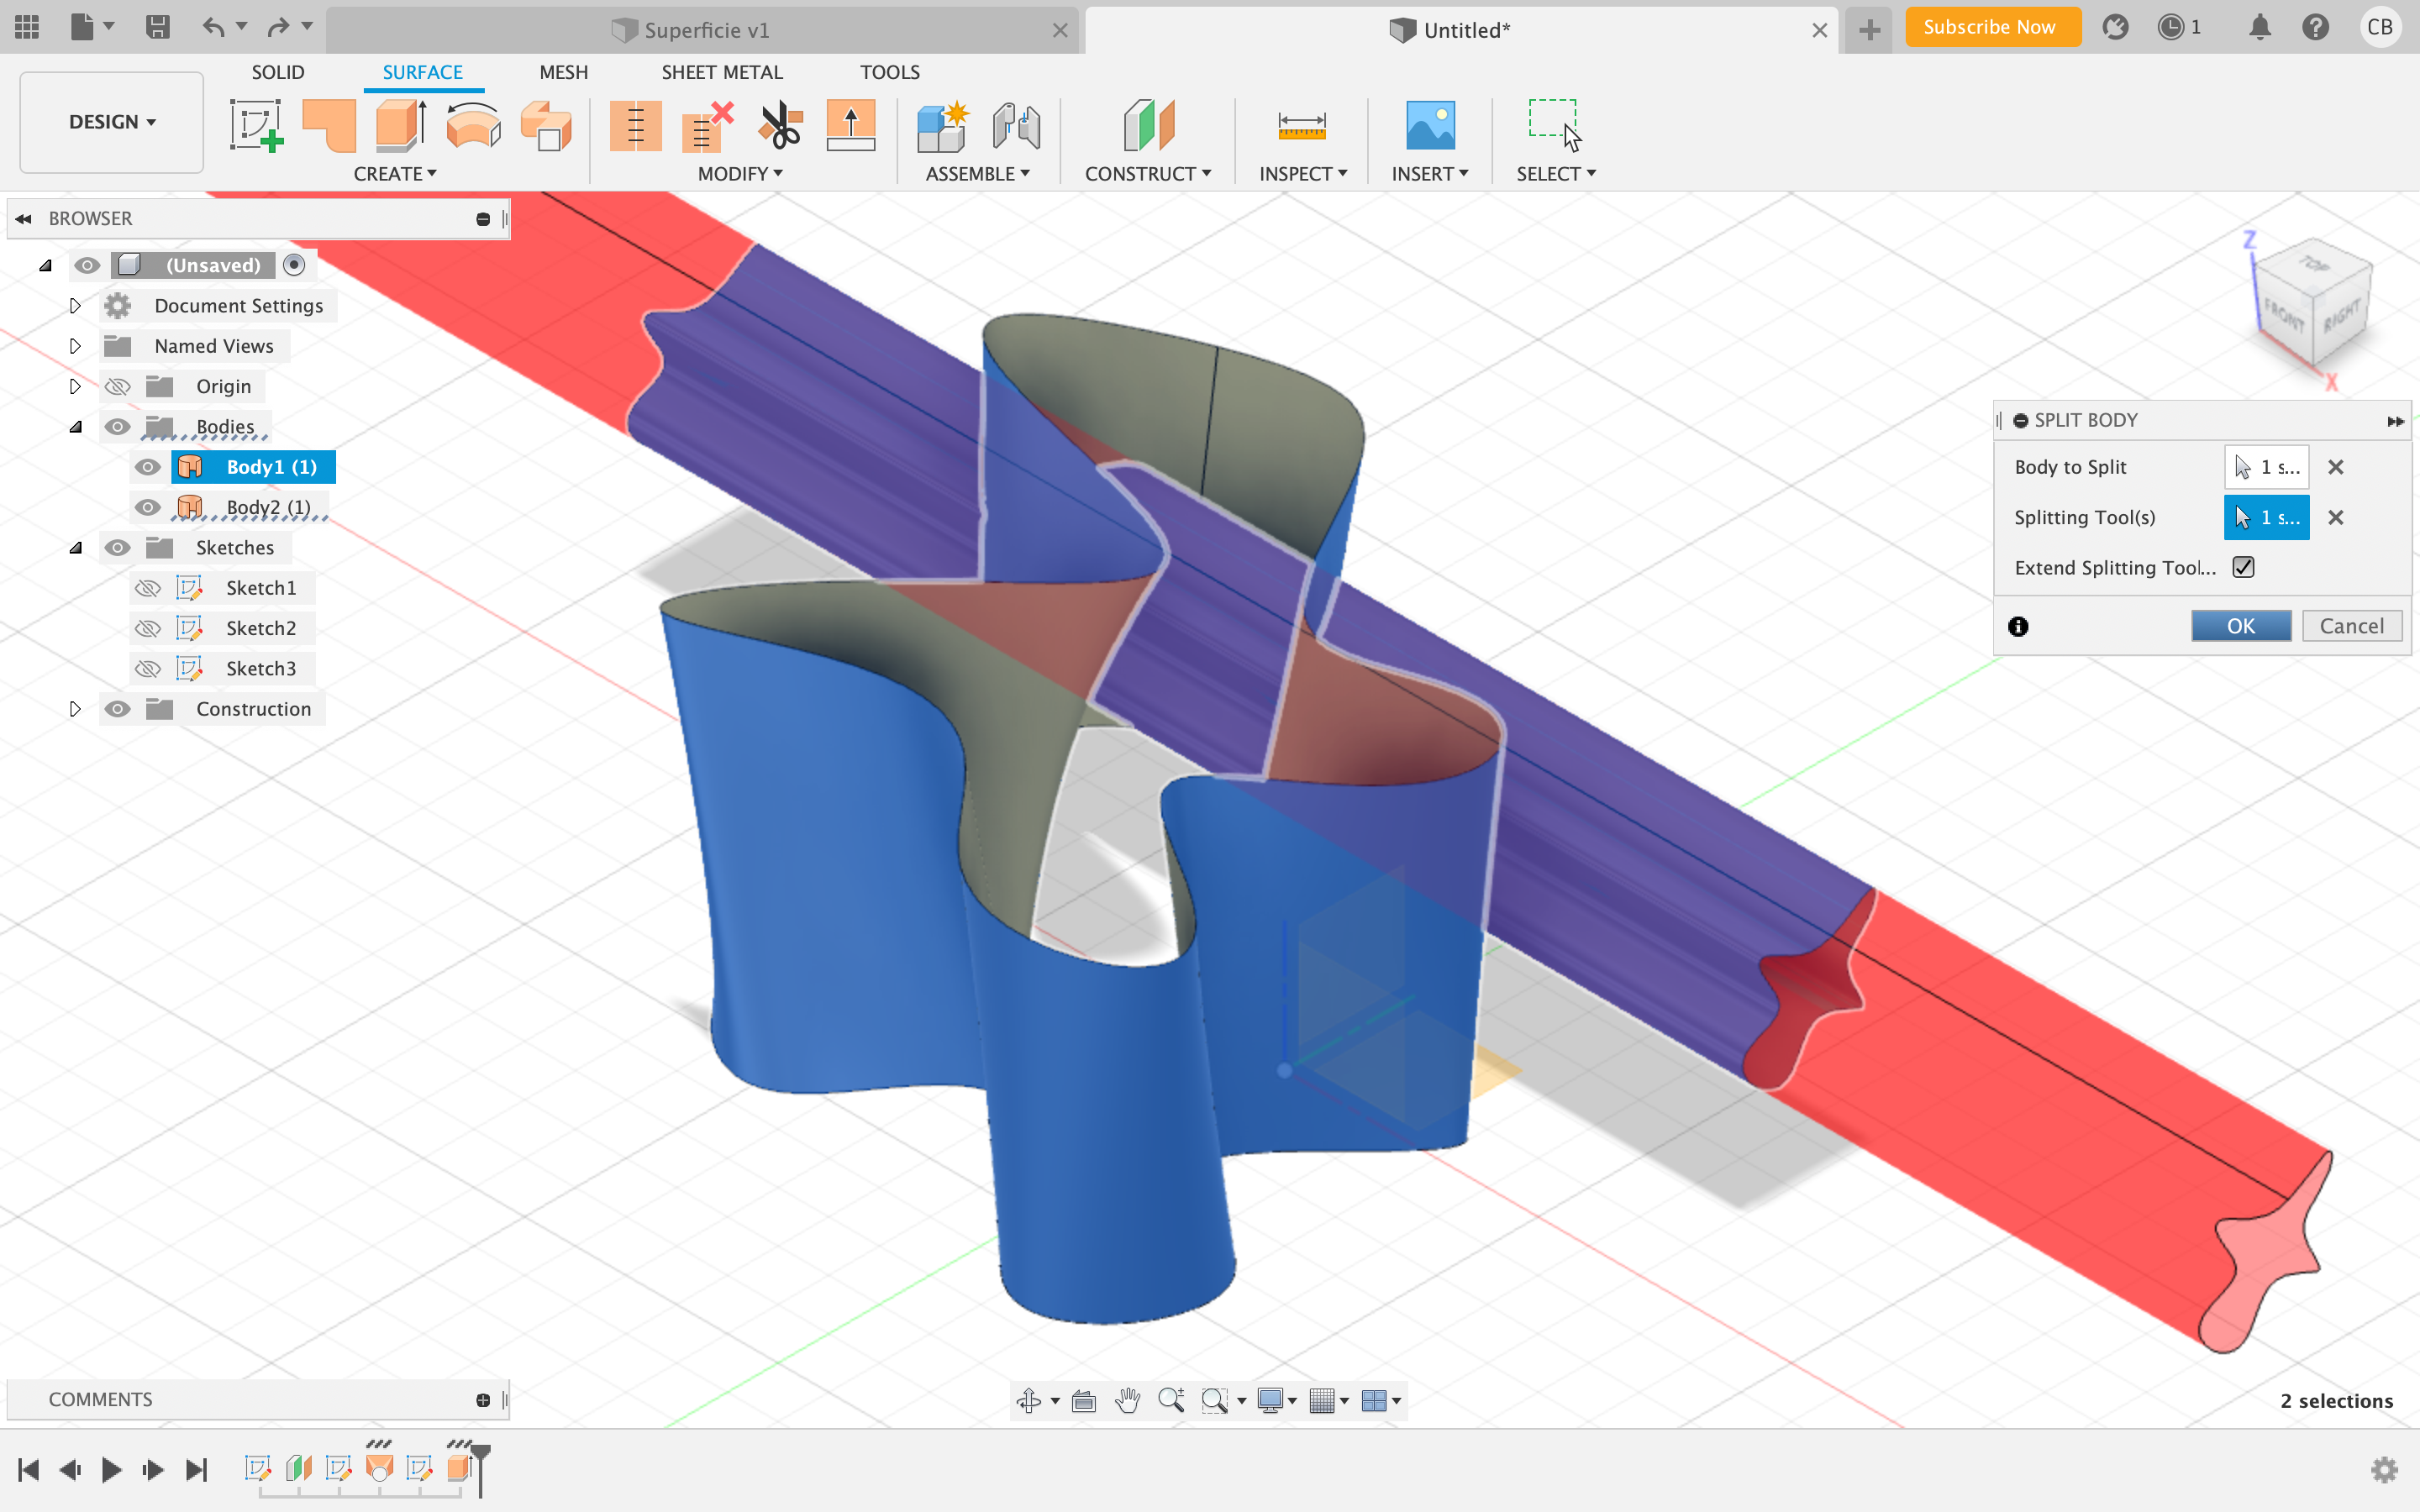 Superficie v1
Untitled*
Subscribe Now
1
CB
DESIGN
SOLID
SURFACE
MESH
SHEET METAL
TOOLS
CREATE
MODIFY
ASSEMBLE
CONSTRUCT
INSPECT
INSERT
SELECT
BROWSER
(Unsaved)
Document Settings
Named Views
Origin
Bodies
Body1 (1)
Body2 (1)
Sketches
Sketch1
Sketch2
Sketch3
Construction
Z
TOP
FRONT
RIGHT
X
SPLIT BODY
Body to Split
1 s...
Splitting Tool(s)
1 s...
Extend Splitting Tool...
OK
Cancel
COMMENTS
2 selections